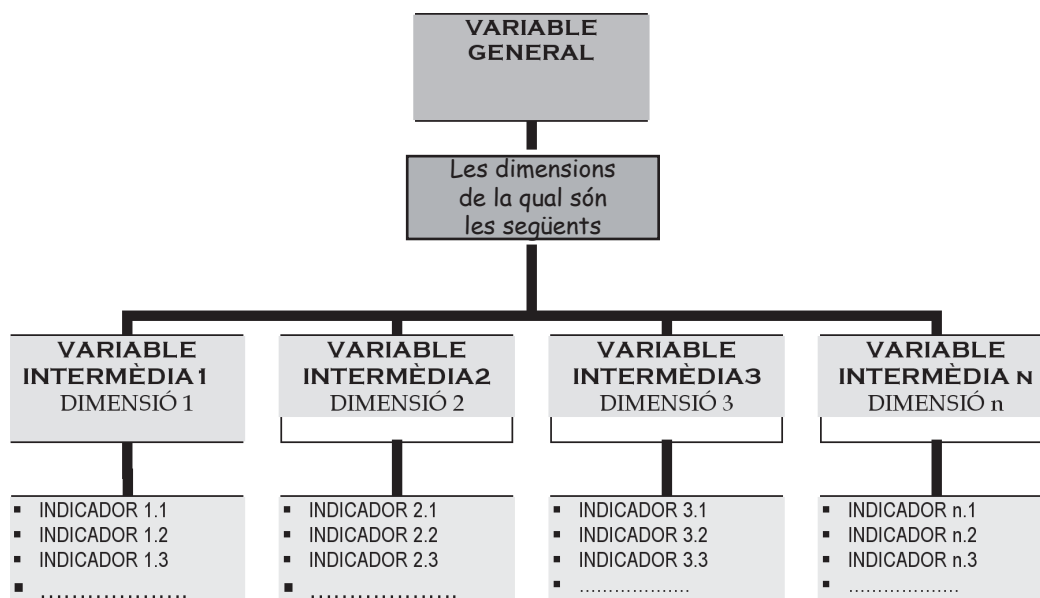 VARIABLE
GENERAL
Les dimensions
de la qual són
les següents
VARIABLE
INTERMÈDIA1
DIMENSIÓ 1
VARIABLE
INTERMÈDIA2
DIMENSIÓ 2
VARIABLE
INTERMÈDIA3
DIMENSIÓ 3
VARIABLE
INTERMÈDIA N
DIMENSIÓ n
▪ INDICADOR 1.1
▪ INDICADOR 1.2
▪ INDICADOR 1.3
▪ ...................
▪ INDICADOR 2.1
▪ INDICADOR 2.2
▪ INDICADOR 2.3
▪ ...................
▪ INDICADOR 3.1
▪ INDICADOR 3.2
▪ INDICADOR 3.3
▪ ...................
▪ INDICADOR n.1
▪ INDICADOR n.2
▪ INDICADOR n.3
▪ ...................